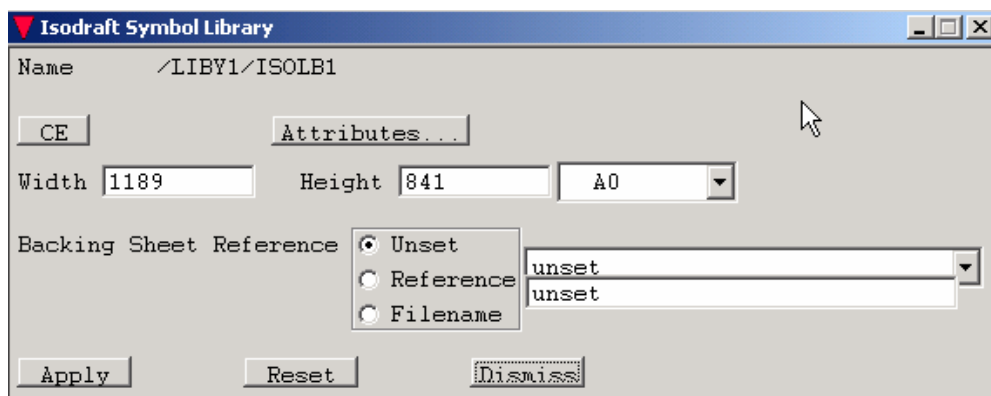 Isodraft Symbol Library
Name /LIBY1/ISOLB1
CE Attributes...
Width 1189 Height 841 A0
Backing Sheet Reference Unset
unset
Reference
unset
Filename
Apply Reset Dismiss